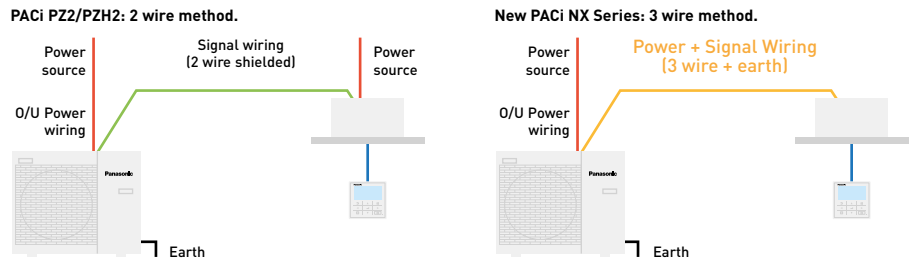 PACi PZ2/PZH2: 2 wire method.
Power
source
Signal wiring
(2 wire shielded)
Power
source
O/U Power
wiring
Panasonic
Earth
New PACi NX Series: 3 wire method.
Power
source
Power + Signal Wiring
(3 wire + earth)
O/U Power
wiring
Panasonic
Earth